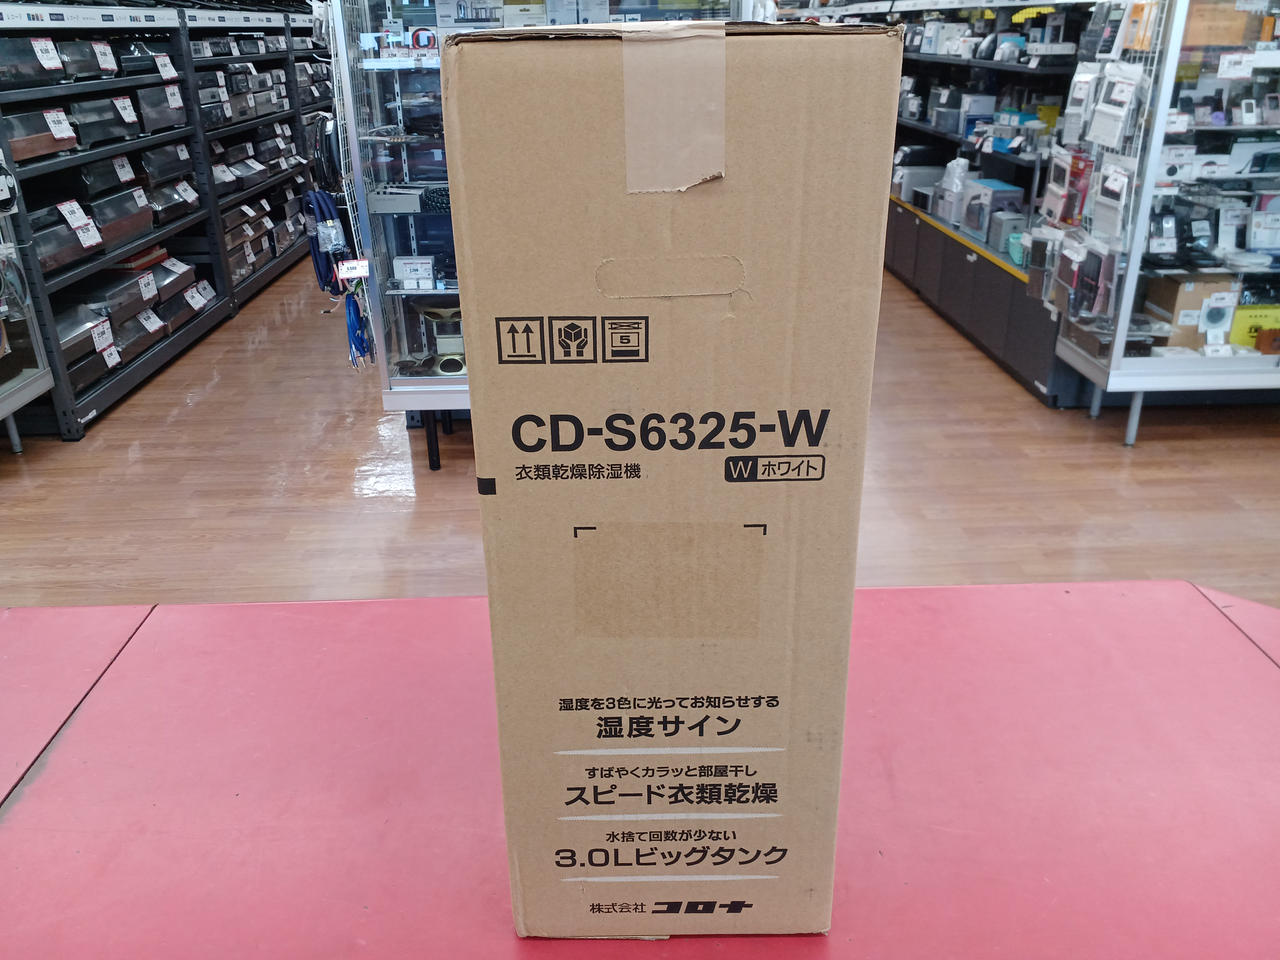 5
CD-S6325-W
衣類乾燥除湿機
W ホワイト
湿度を3色に光ってお知らせする
湿度サイン
すばやくカラッと部屋干し
スピード衣類乾燥
水捨て回数が少ない
3.0Lビッグタンク
株式会社 コロナ